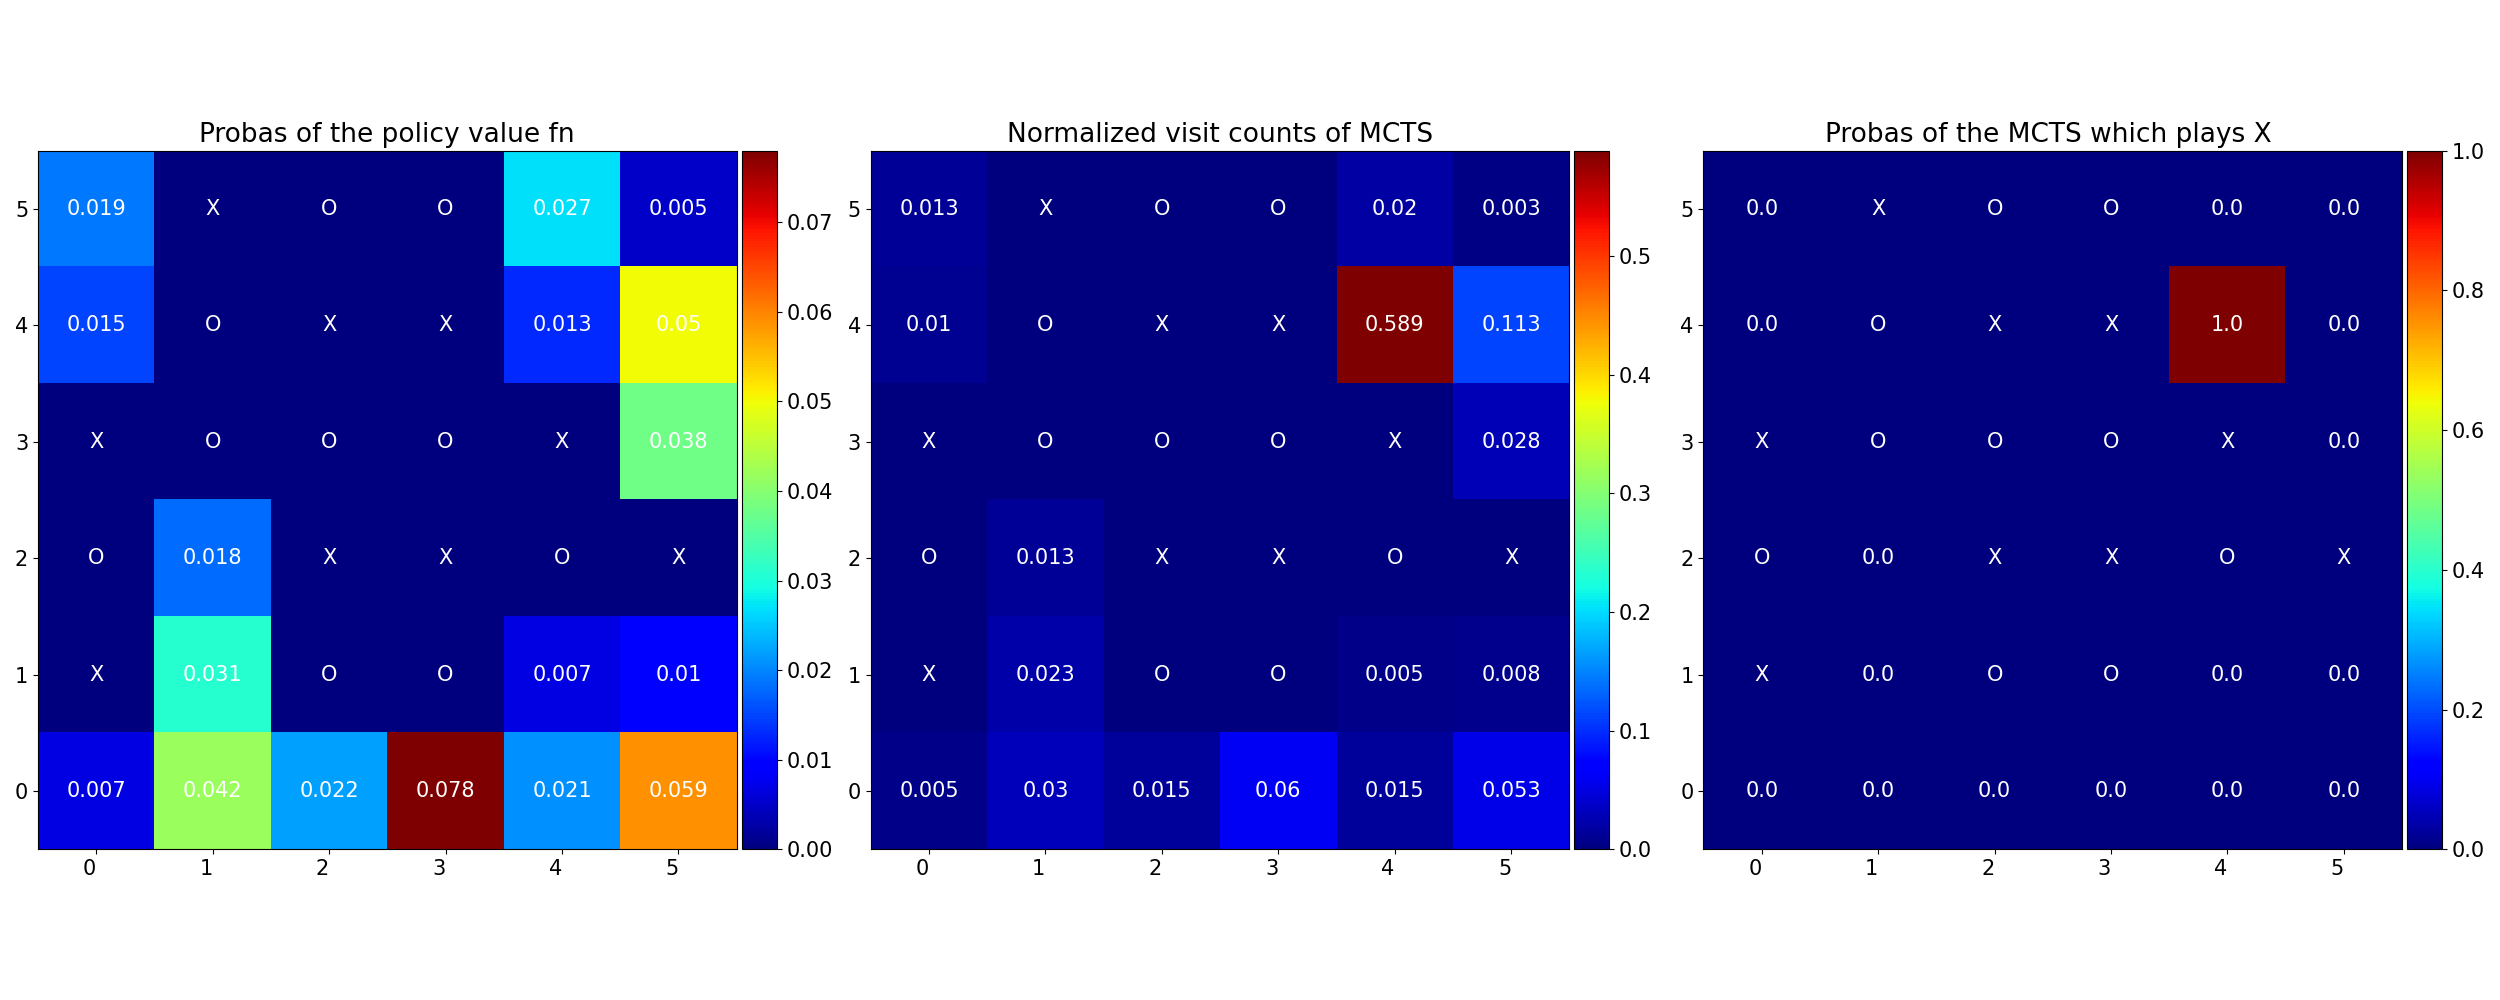 Probas of the policy value fn
5 0.019 X O O 0.027 0.005
4 0.015 O X X 0.013 0.05
3 X O O O X 0.038
2 O 0.018 X X O X
1 X 0.031 O O 0.007 0.01
0 0.007 0.042 0.022 0.078 0.021 0.059
0 1 2 3 4 5
0.07
0.06
0.05
0.04
0.03
0.02
0.01
0.00
Normalized visit counts of MCTS
5 0.013 X O O 0.02 0.003
4 0.01 O X X 0.589 0.113
3 X O O O X 0.028
2 O 0.013 X X O X
1 X 0.023 O O 0.005 0.008
0 0.005 0.03 0.015 0.06 0.015 0.053
0 1 2 3 4 5
0.5
0.4
0.3
0.2
0.1
0.0
Probas of the MCTS which plays X
5 0.0 X O O 0.0 0.0
4 0.0 O X X 1.0 0.0
3 X O O O X 0.0
2 O 0.0 X X O X
1 X 0.0 O O 0.0 0.0
0 0.0 0.0 0.0 0.0 0.0 0.0
0 1 2 3 4 5
1.0
0.8
0.6
0.4
0.2
0.0